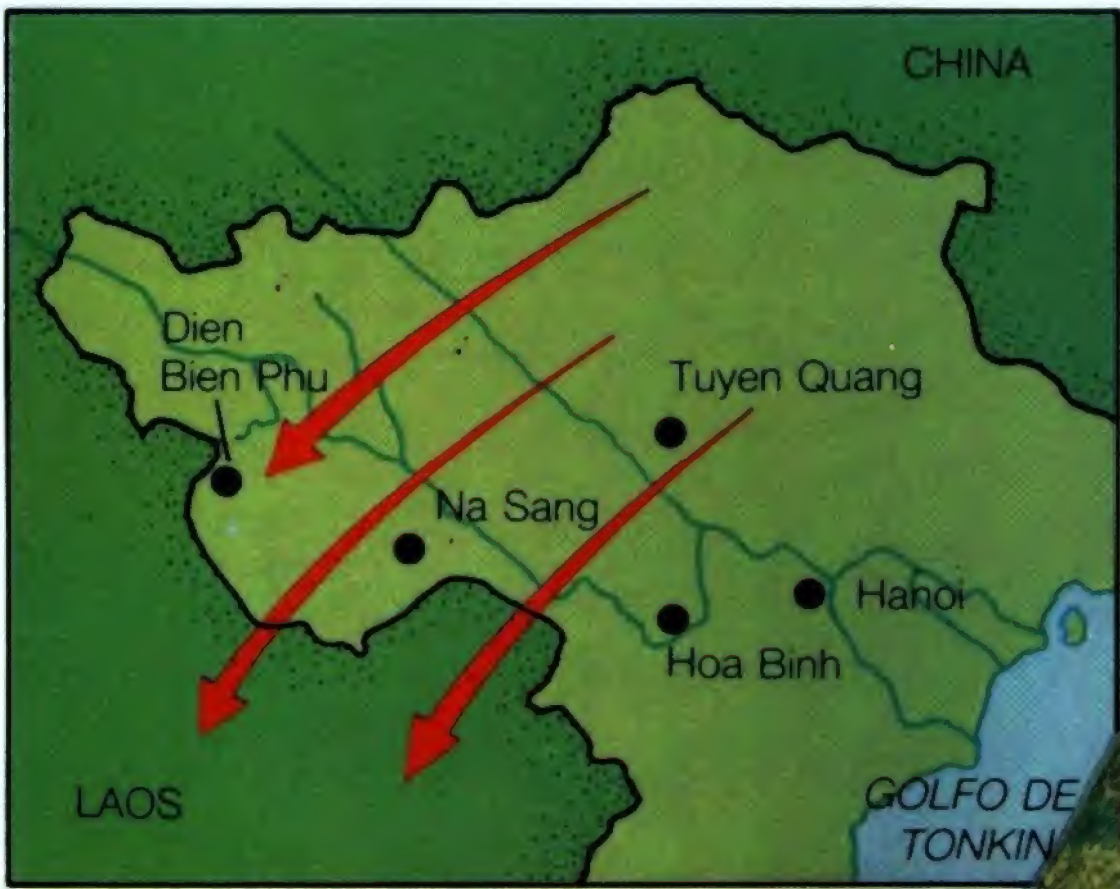 CHINA
Dien
Bien Phu
Tuyen Quang
Na Sang
Hanoi
Hoa Binh
LAOS
GOLFO DE
TONKIN